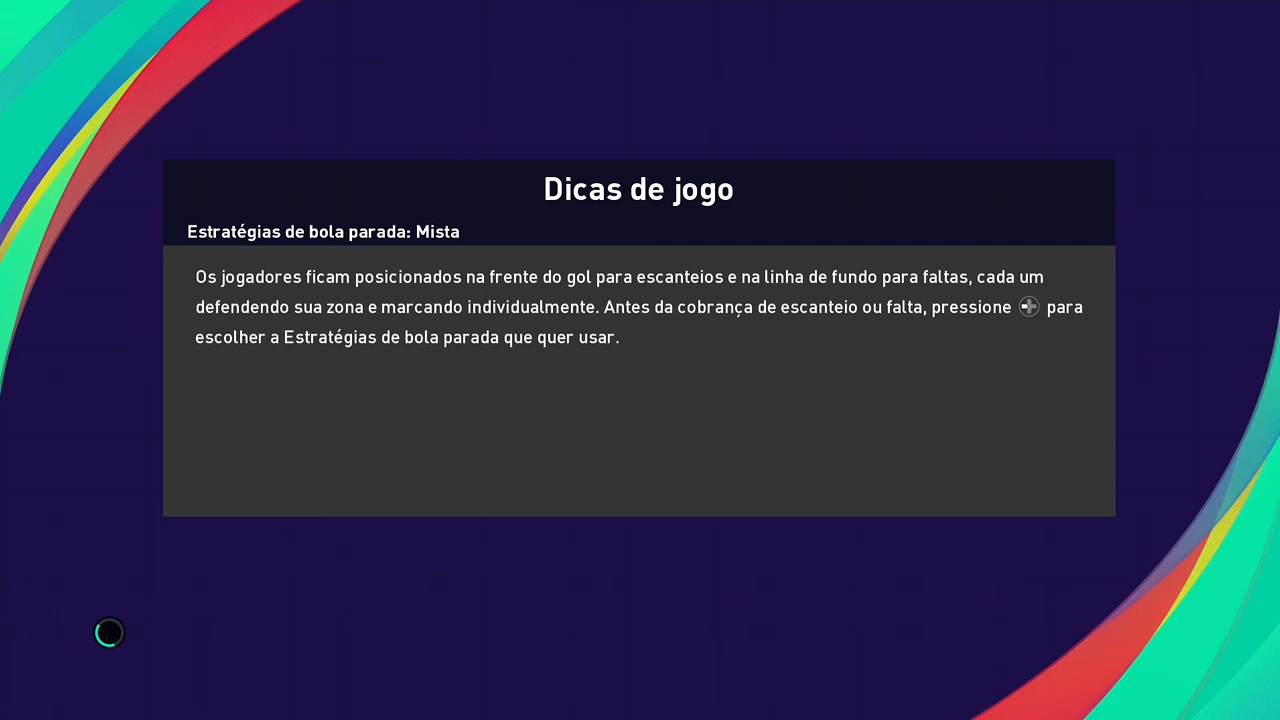 Dicas de jogo
Estratégias de bola parada: Mista
Os jogadores ficam posicionados na frente do gol para escanteios e na linha de fundo para faltas, cada um
defendendo sua zona e marcando individualmente. Antes da cobrança de escanteio ou falta, pressione para
escolher a Estratégias de bola parada que quer usar.